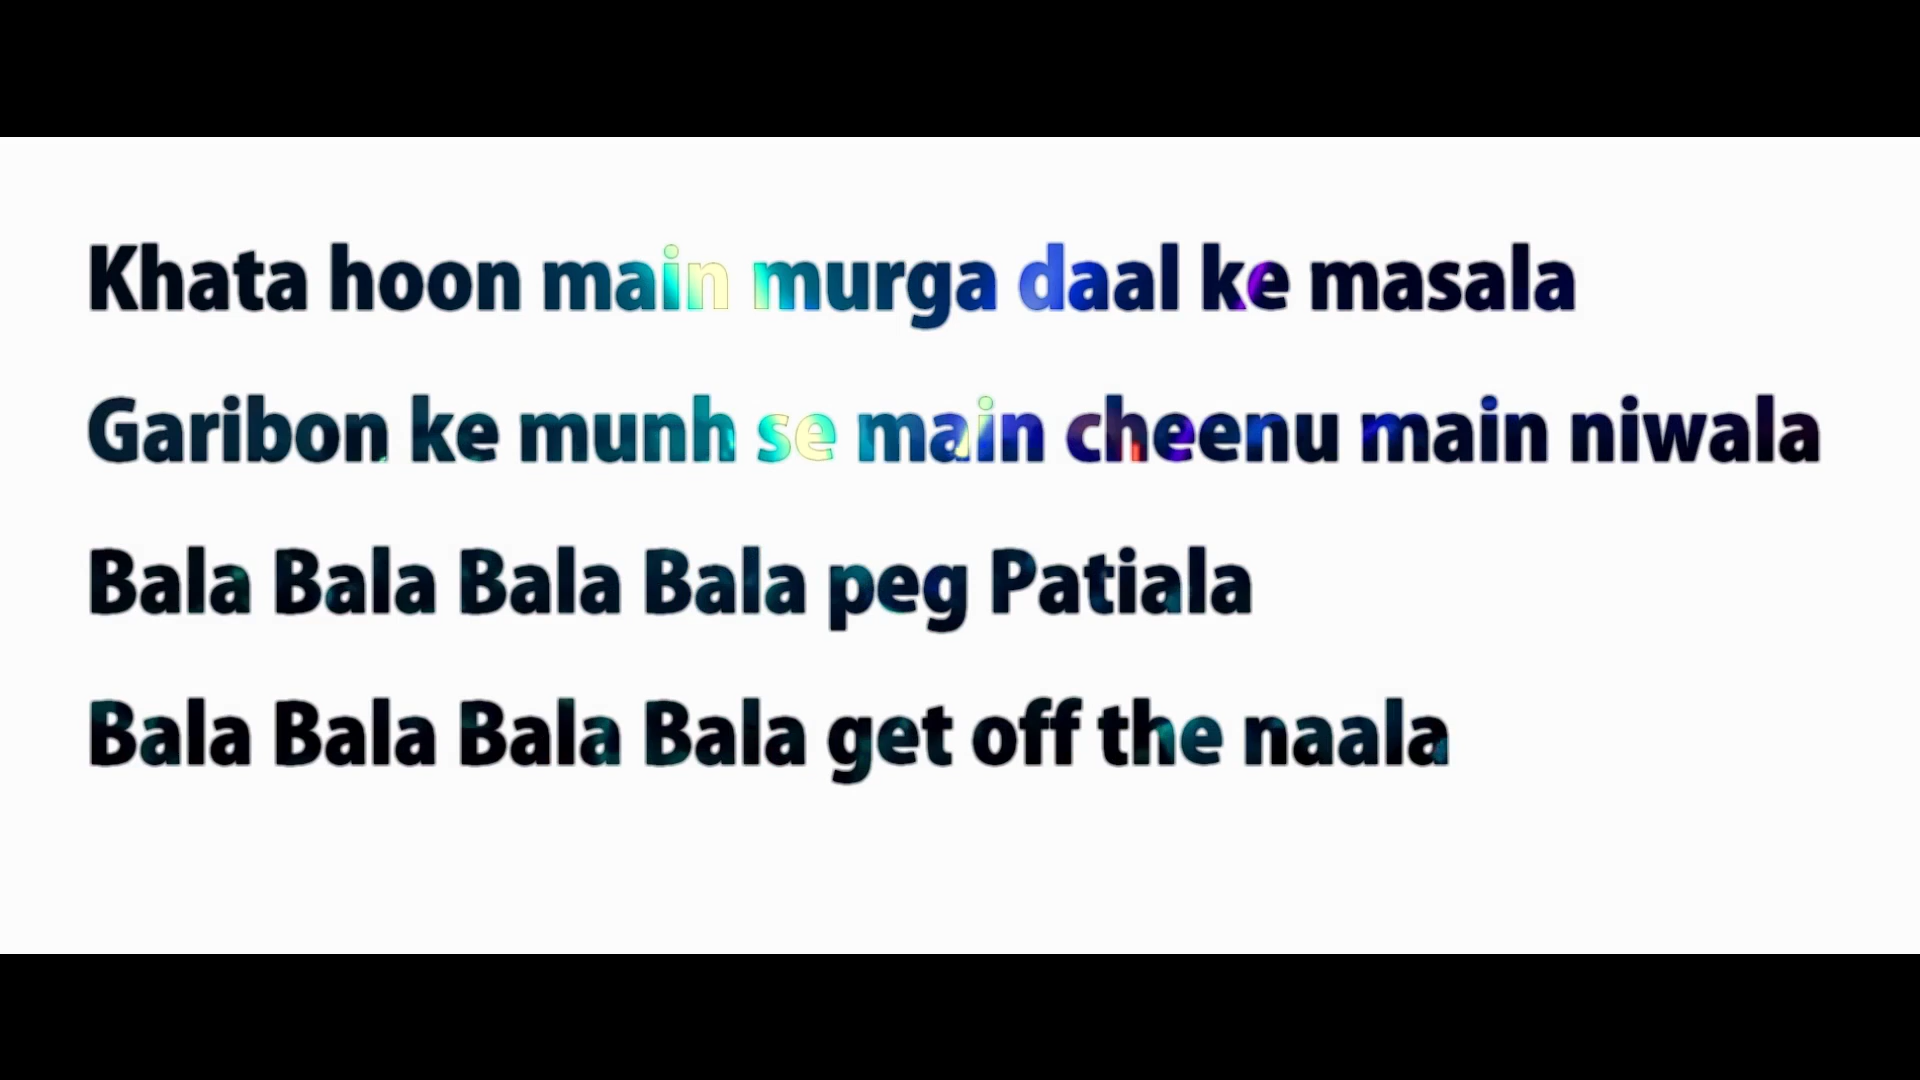 Khata hoon main murga daal ke masala
Garibon ke munh se main cheenu main niwala
Bala Bala Bala Bala peg Patiala
Bala Bala Bala Bala get off the naala